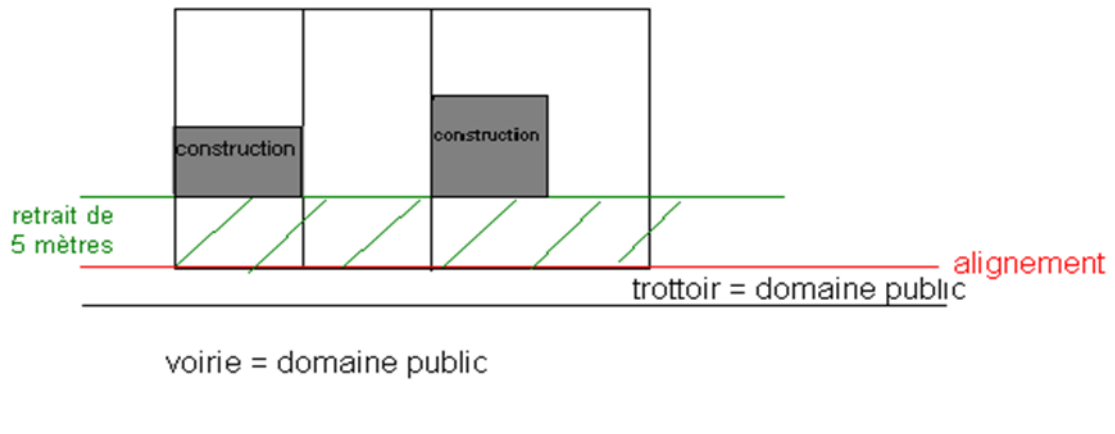 construction
construction
retrait de
5 mètres
alignement
trottoir = domaine public
voirie = domaine public